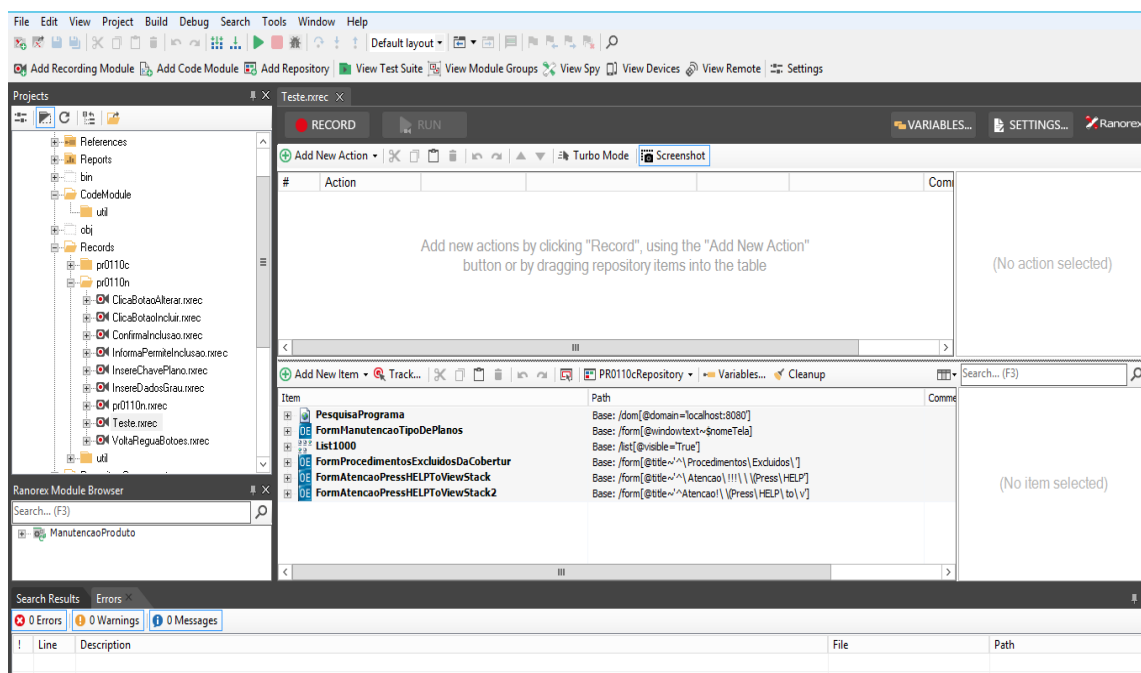 File Edit View Project Build Debug Search Tools Window Help
Default layout
Add Recording Module Add Code Module Add Repository View Test Suite View Module Groups View Spy View Devices View Remote Settings
Projects
Teste.rxrec
References
Reports
bin
CodeModule
util
obj
Records
pr0110c
pr0110n
ClicaBotaoAlterar.rxrec
ClicaBotaoIncluir.rxrec
ConfirmaInclusao.rxrec
InformaPermiteInclusao.rxrec
InsereChavePlano.rxrec
InsereDadosGrau.rxrec
pr0110n.rxrec
Teste.rxrec
VoltaReguaBotoes.rxrec
util
RECORD RUN VARIABLES... SETTINGS... Ranorex
Add New Action Turbo Mode Screenshot
# Action Comm
Add new actions by clicking "Record", using the "Add New Action"
button or by dragging repository items into the table
(No action selected)
Add New Item Track... PR0110cRepository Variables... Cleanup Search... (F3)
Item Path Comme
PesquisaPrograma Base: /dom[@domain='localhost:8080']
FormManutencaoTipoDePlanos Base: /form[@windowtext~$nomeTela]
List1000 Base: /list[@visible='True']
FormProcedimentosExcluidosDaCobertur Base: /form[@title~'^\ Procedimentos\ Excluidos\ ']
FormAtencaoPressHELPToViewStack Base: /form[@title~'^\ Atencao\ !!!\ \ \(Press\ HELP']
FormAtencaoPressHELPToViewStack2 Base: /form[@title~'^Atencao!\ \(Press\ HELP\ to\ v']
(No item selected)
Ranorex Module Browser
Search... (F3)
ManutencaoProduto
Search Results Errors
0 Errors 0 Warnings 0 Messages
! Line Description File Path